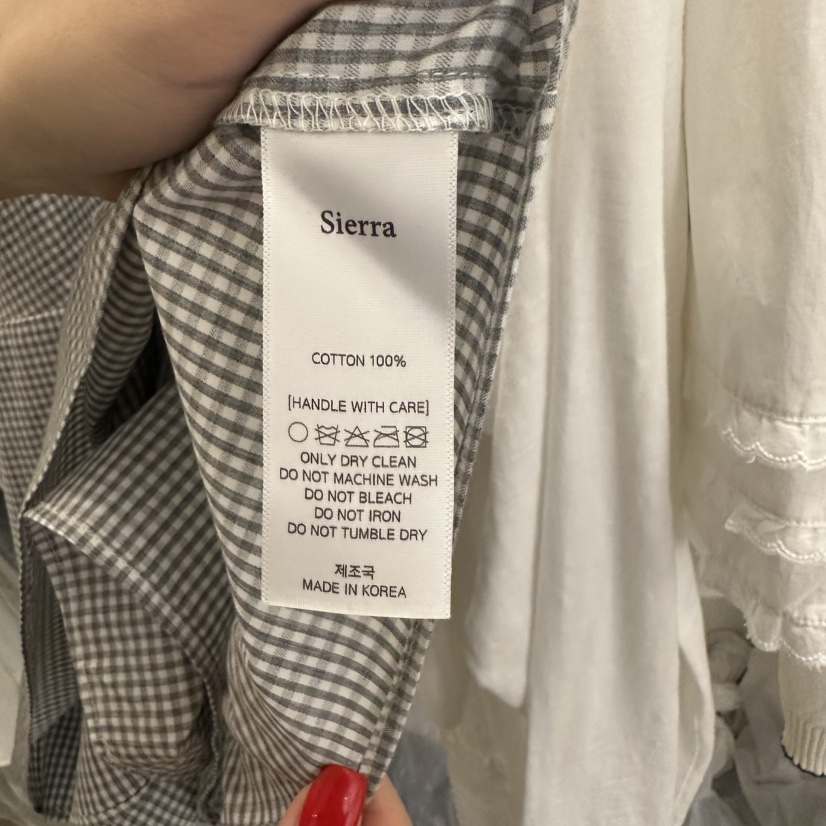 Sierra
COTTON 100%
[HANDLE WITH CARE]
ONLY DRY CLEAN
DO NOT MACHINE WASH
DO NOT BLEACH
DO NOT IRON
DO NOT TUMBLE DRY
제조국
MADE IN KOREA